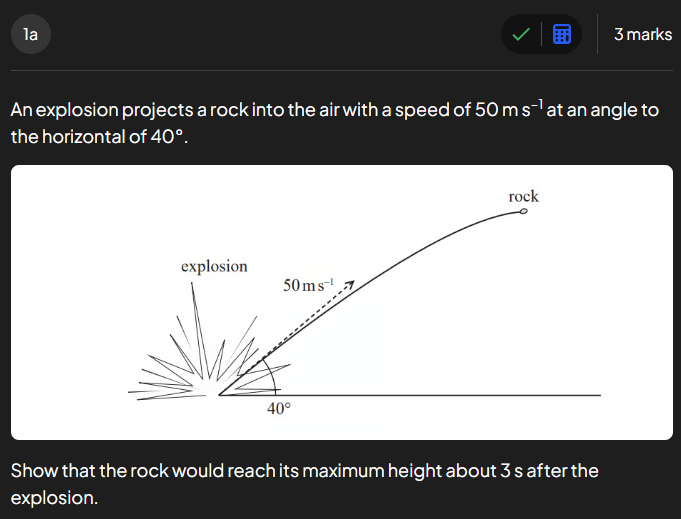 1a
3 marks
An explosion projects a rock into the air with a speed of 50 m s⁻¹ at an angle to
the horizontal of 40°.
rock
explosion
50 m s⁻¹
40°
Show that the rock would reach its maximum height about 3 s after the
explosion.